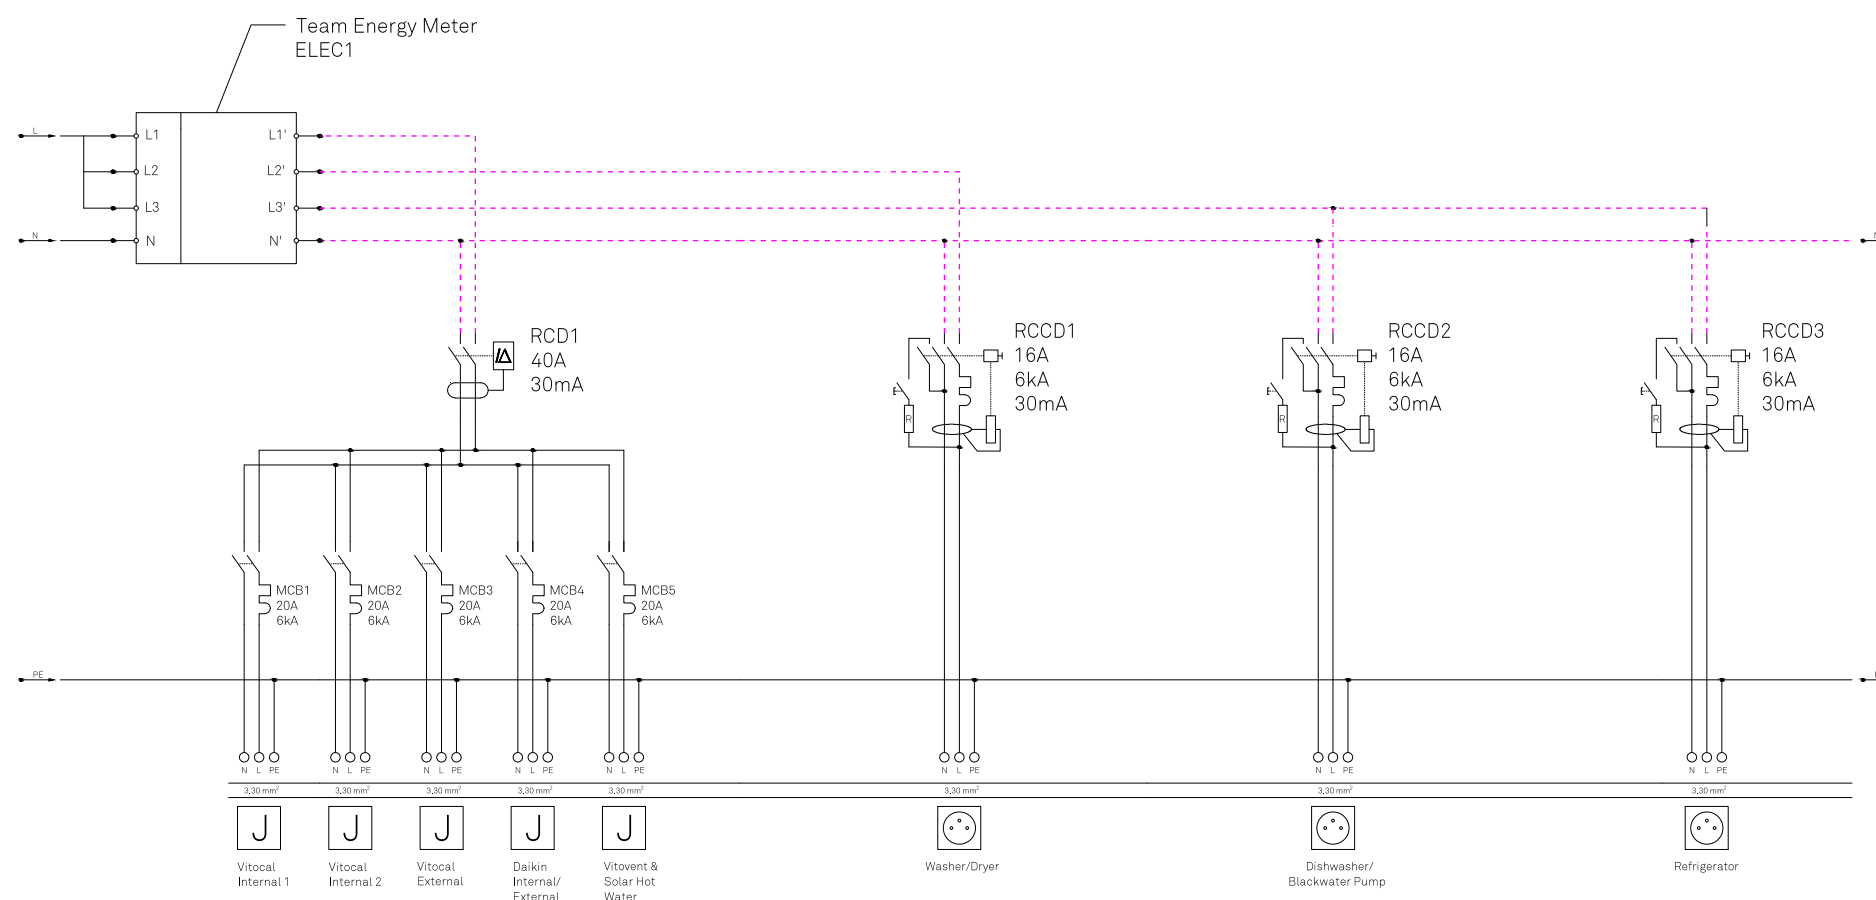 Team Energy Meter
ELEC1
L
L1
L1'
L2
L2'
L3
L3'
N
N
N'
N
RCD1
40A
30mA
RCCD1
16A
6kA
30mA
R
RCCD2
16A
6kA
30mA
R
RCCD3
16A
6kA
30mA
R
MCB1
20A
6kA
MCB2
20A
6kA
MCB3
20A
6kA
MCB4
20A
6kA
MCB5
20A
6kA
PE
N L PE
N L PE
N L PE
N L PE
N L PE
N L PE
N L PE
N L PE
3,30 mm²
3,30 mm²
3,30 mm²
3,30 mm²
3,30 mm²
3,30 mm²
3,30 mm²
3,30 mm²
J
J
J
J
J
Vitocal
Internal 1
Vitocal
Internal 2
Vitocal
External
Daikin
Internal/
External
Vitovent &
Solar Hot
Water
Washer/Dryer
Dishwasher/
Blackwater Pump
Refrigerator